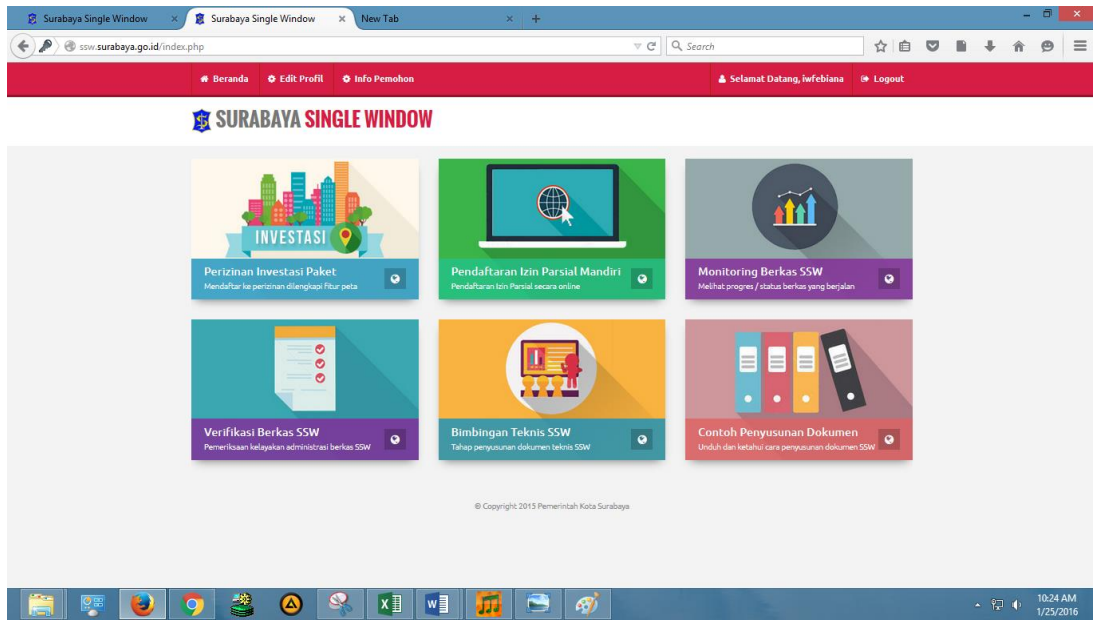 Surabaya Single Window
Surabaya Single Window
New Tab
ssw.surabaya.go.id/index.php
Search
Beranda
Edit Profil
Info Pemohon
Selamat Datang, iwfebiana
Logout
SURABAYA SINGLE WINDOW
INVESTASI
Perizinan Investasi Paket
Mendaftar ke perizinan dilengkapi fitur peta
Pendaftaran Izin Parsial Mandiri
Pendaftaran Izin Parsial secara online
Monitoring Berkas SSW
Melihat progres / status berkas yang berjalan
Verifikasi Berkas SSW
Pemeriksaan kelayakan administrasi berkas SSW
Bimbingan Teknis SSW
Tahap penyusunan dokumen teknis SSW
Contoh Penyusunan Dokumen
Unduh dan ketahui cara penyusunan dokumen SSW
© Copyright 2015 Pemerintah Kota Surabaya
10:24 AM
1/25/2016